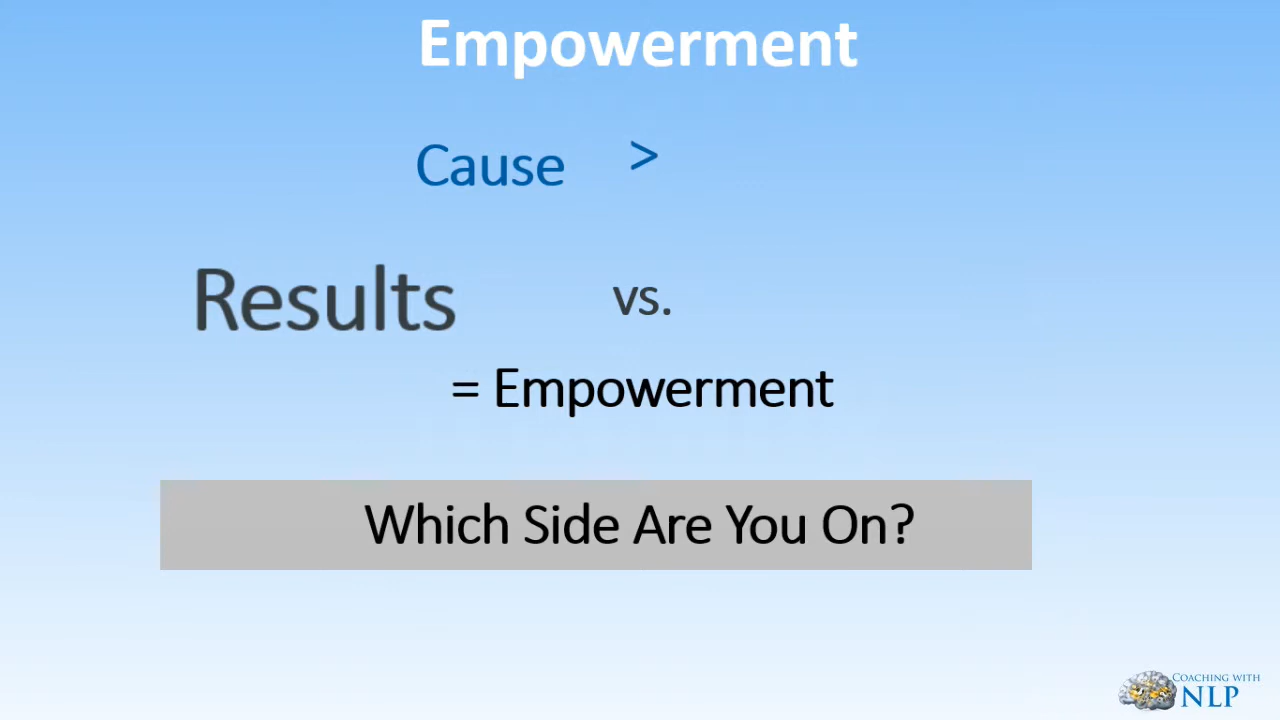 Empowerment
Cause >
Results vs.
= Empowerment
Which Side Are You On?
COACHING WITH
NLP